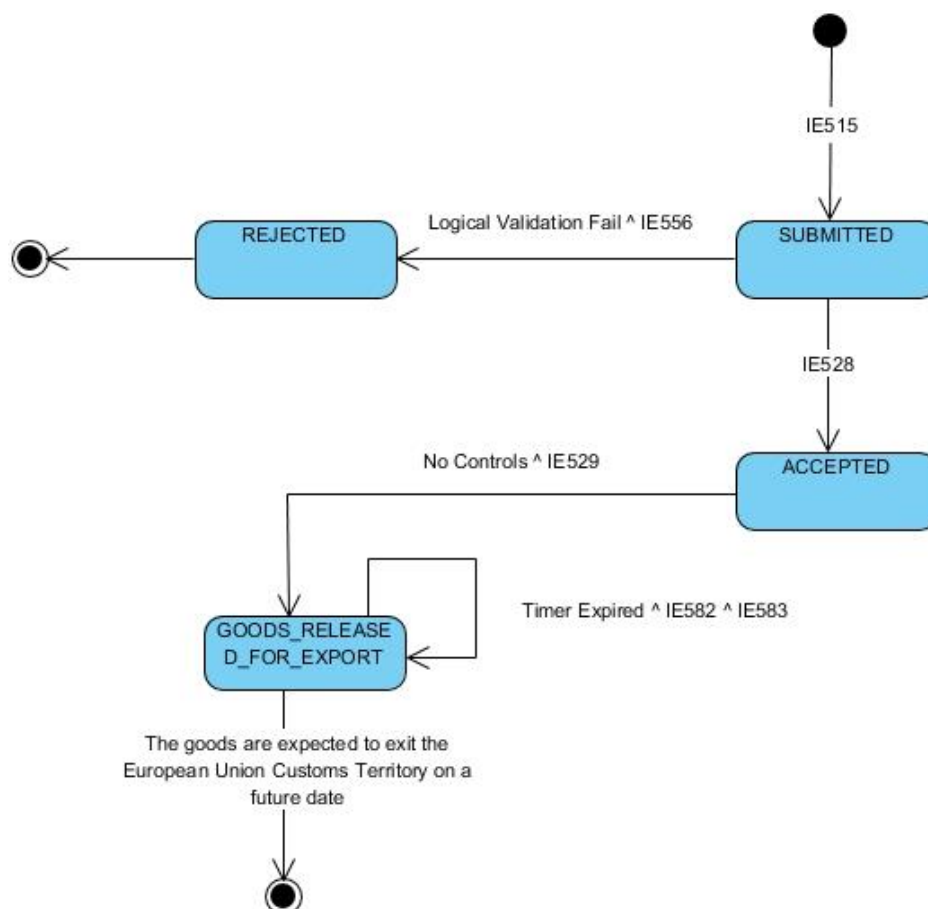 IE515
Logical Validation Fail ^ IE556
REJECTED
SUBMITTED
IE528
No Controls ^ IE529
ACCEPTED
Timer Expired ^ IE582 ^ IE583
GOODS_RELEASE
D_FOR_EXPORT
The goods are expected to exit the
European Union Customs Territory on a
future date